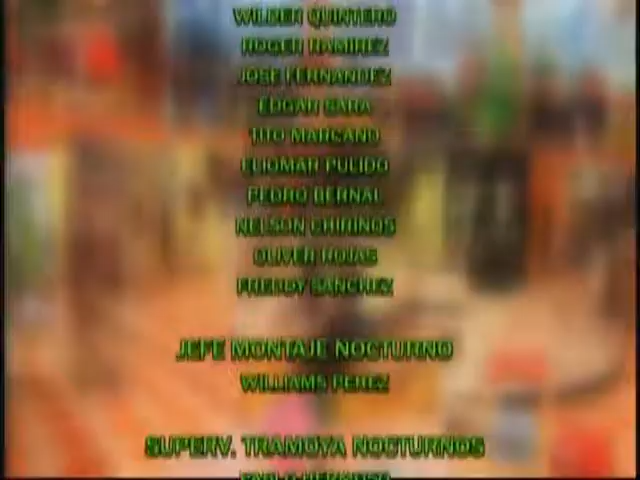 WILDER QUINTERO
ROGER RAMIREZ
JOSE FERNANDEZ
EDGAR BARA
TITO MARCANO
ELIOMAR PULIDO
PEDRO BERNAL
NELSON CHIRINOS
OLIVER ROJAS
FREDDY SANCHEZ
JEFE MONTAJE NOCTURNO
WILLIAMS PEREZ
SUPERV. TRAMOYA NOCTURNOS